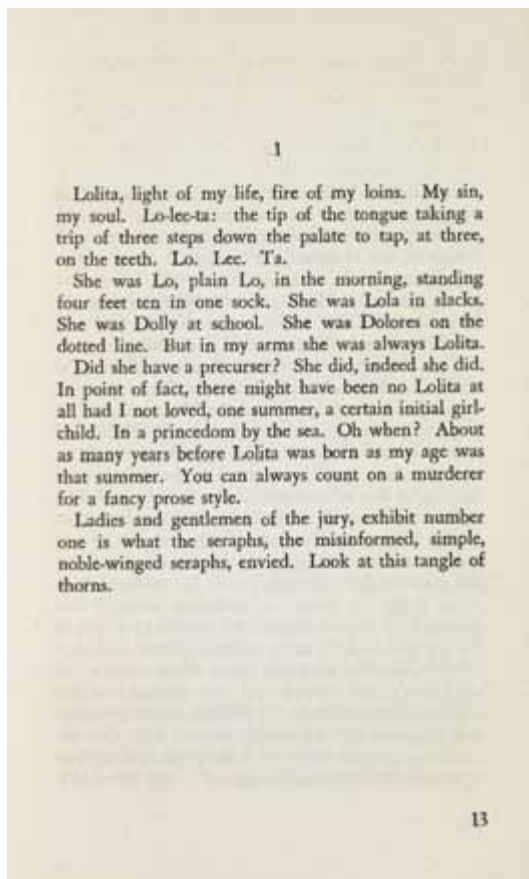 1
Lolita, light of my life, fire of my loins. My sin,
my soul. Lo-lee-ta: the tip of the tongue taking a
trip of three steps down the palate to tap, at three,
on the teeth. Lo. Lee. Ta.
She was Lo, plain Lo, in the morning, standing
four feet ten in one sock. She was Lola in slacks.
She was Dolly at school. She was Dolores on the
dotted line. But in my arms she was always Lolita.
Did she have a precurser? She did, indeed she did.
In point of fact, there might have been no Lolita at
all had I not loved, one summer, a certain initial girl-
child. In a princedom by the sea. Oh when? About
as many years before Lolita was born as my age was
that summer. You can always count on a murderer
for a fancy prose style.
Ladies and gentlemen of the jury, exhibit number
one is what the seraphs, the misinformed, simple,
noble-winged seraphs, envied. Look at this tangle of
thorns.
13